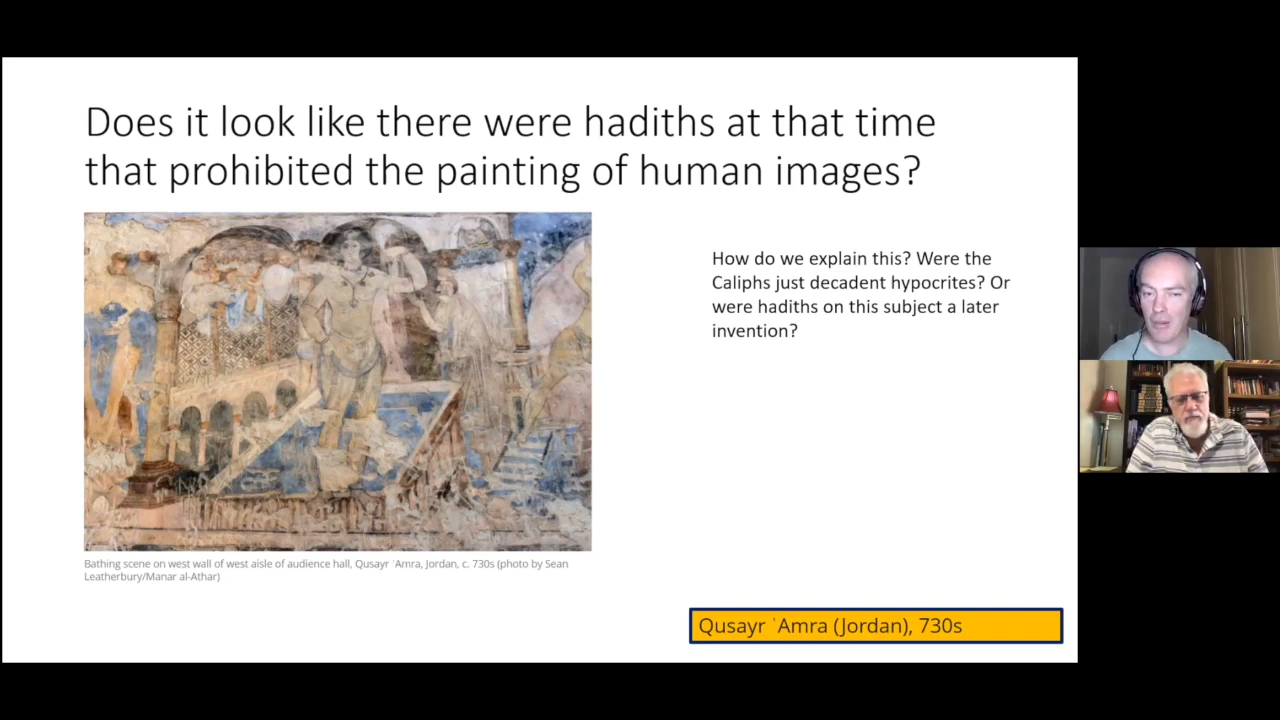 Does it look like there were hadiths at that time
that prohibited the painting of human images?
How do we explain this? Were the
Caliphs just decadent hypocrites? Or
were hadiths on this subject a later
invention?
Bathing scene on west wall of west aisle of audience hall, Qusayr ʿAmra, Jordan, c. 730s (photo by Sean
Leatherbury/Manar al-Athar)
Qusayr ʿAmra (Jordan), 730s